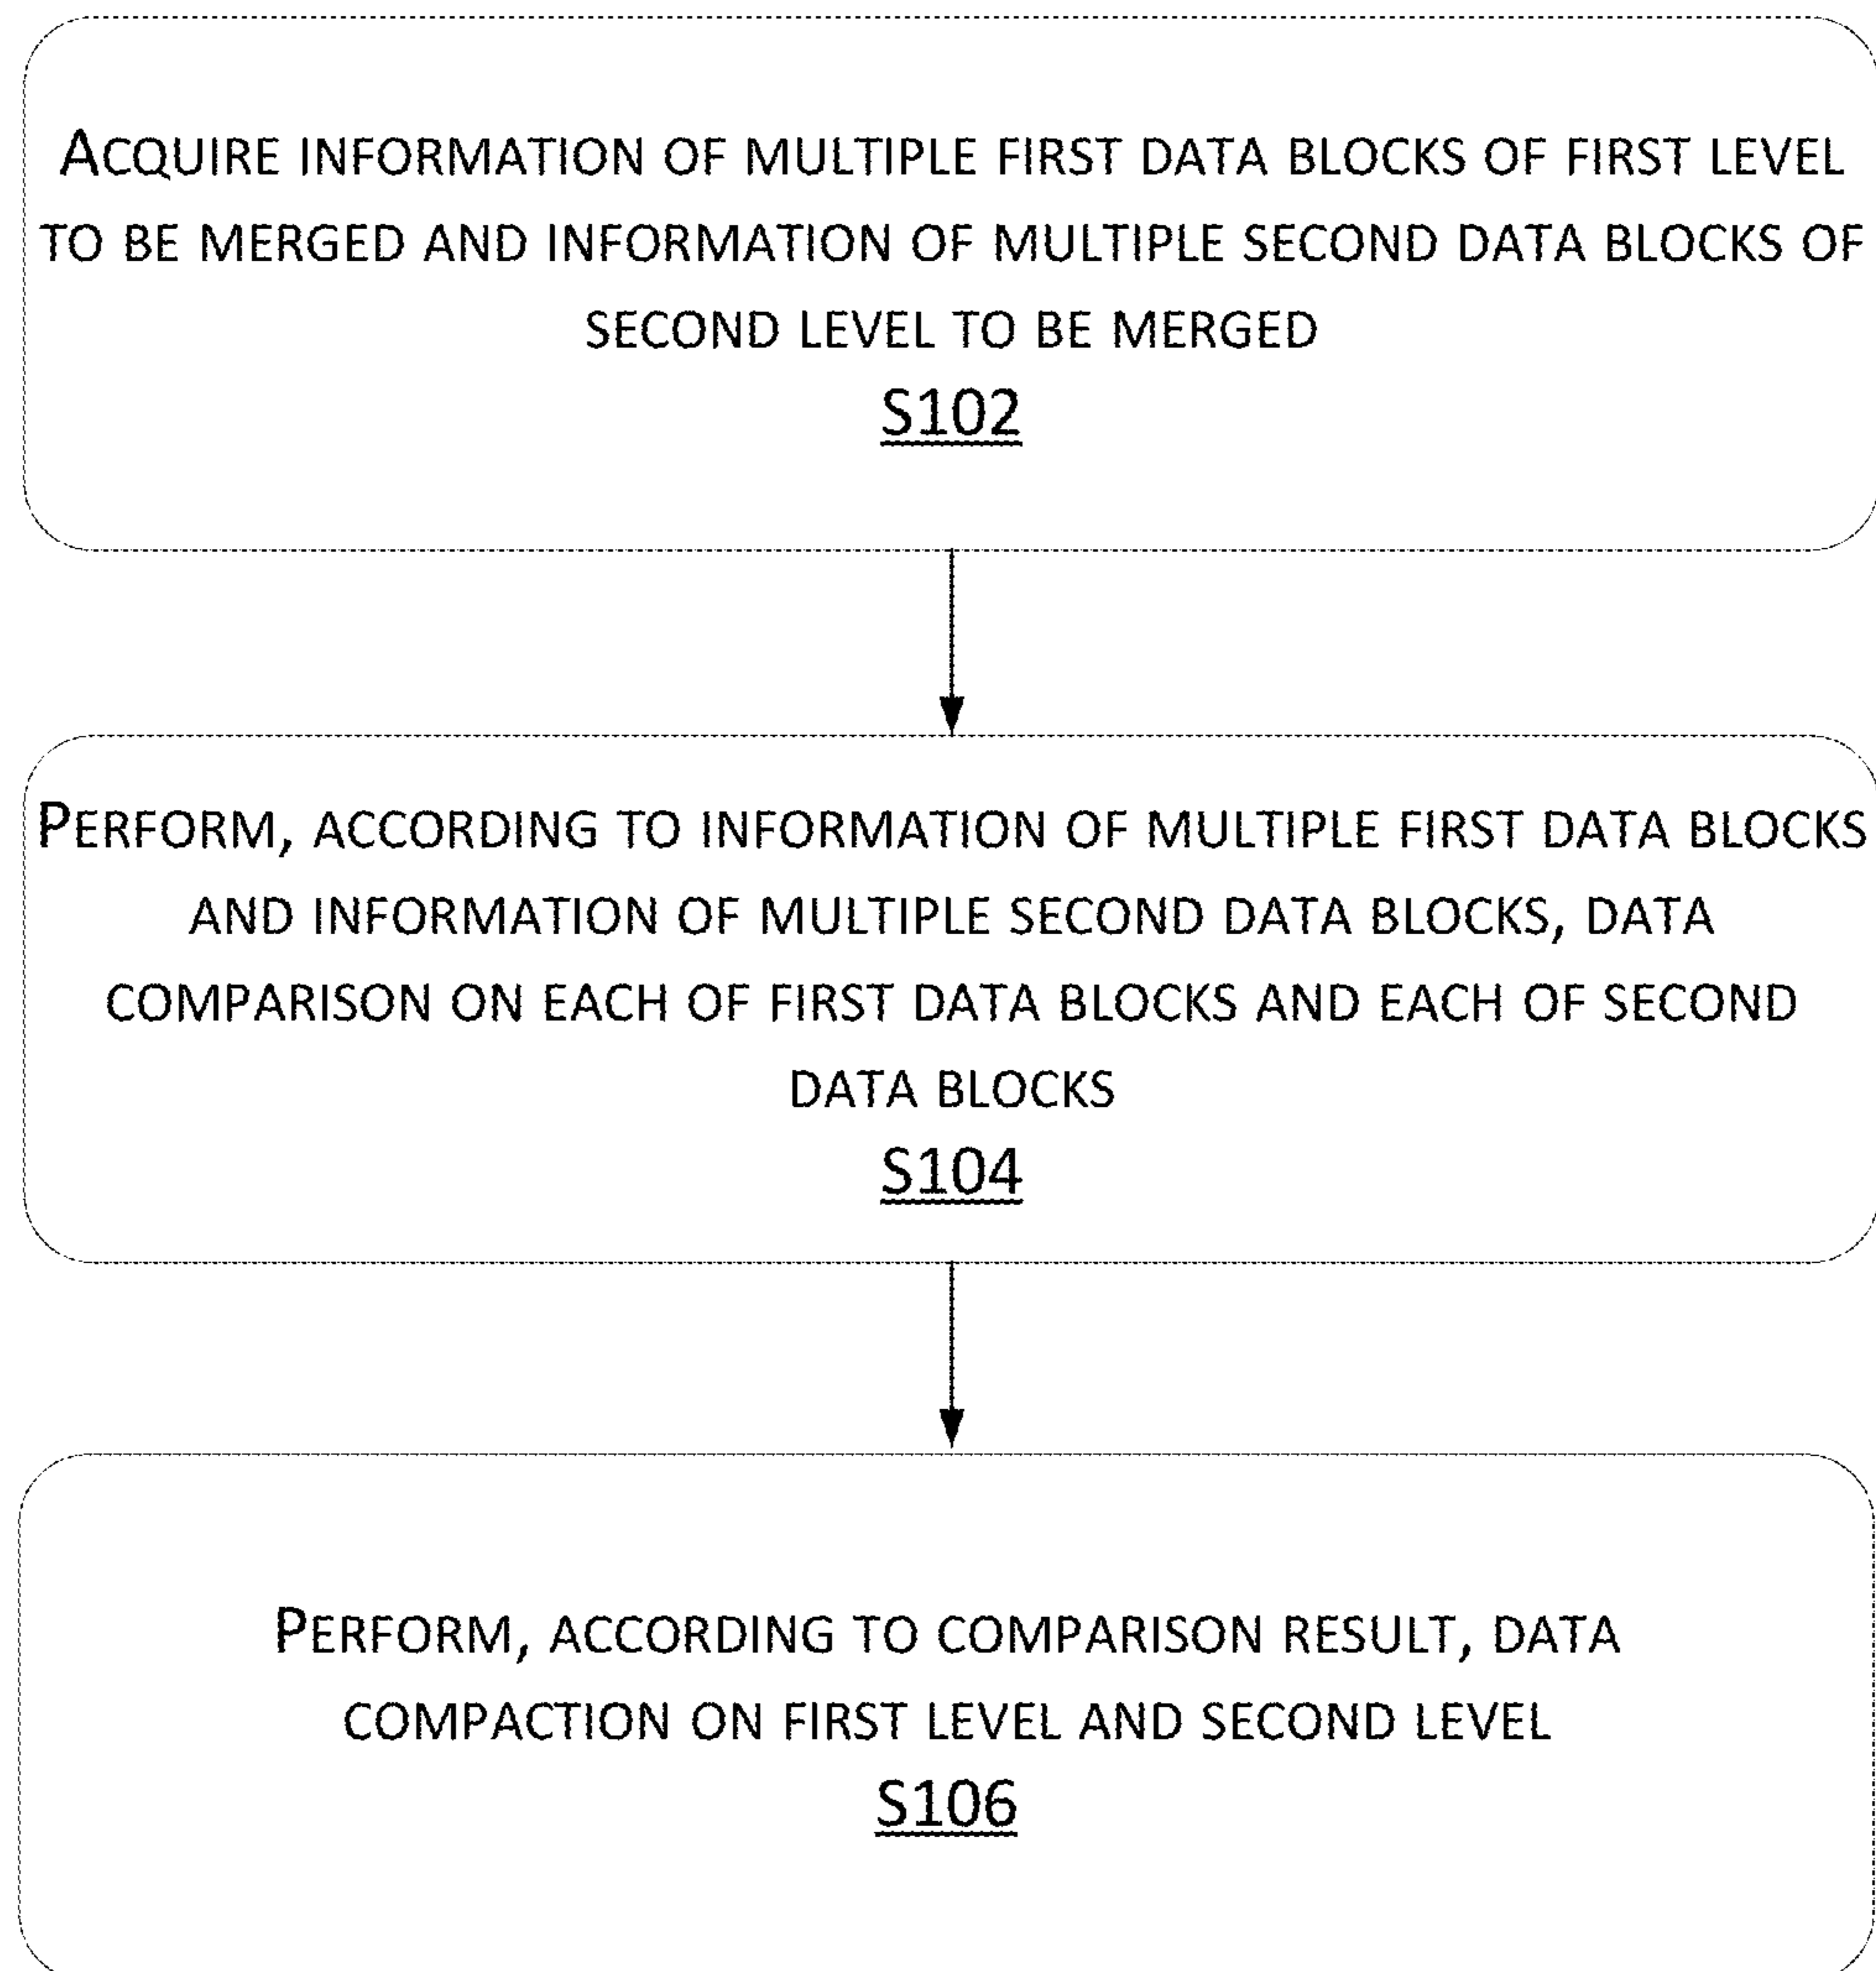 ACQUIRE INFORMATION OF MULTIPLE FIRST DATA BLOCKS OF FIRST LEVEL
TO BE MERGED AND INFORMATION OF MULTIPLE SECOND DATA BLOCKS OF
SECOND LEVEL TO BE MERGED
S102
PERFORM, ACCORDING TO INFORMATION OF MULTIPLE FIRST DATA BLOCKS
AND INFORMATION OF MULTIPLE SECOND DATA BLOCKS, DATA
COMPARISON ON EACH OF FIRST DATA BLOCKS AND EACH OF SECOND
DATA BLOCKS
S104
PERFORM, ACCORDING TO COMPARISON RESULT, DATA
COMPACTION ON FIRST LEVEL AND SECOND LEVEL
S106